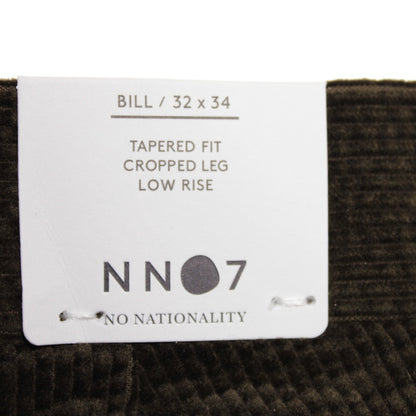 BILL / 32 x 34
TAPERED FIT
CROPPED LEG
LOW RISE
NN07
NO NATIONALITY